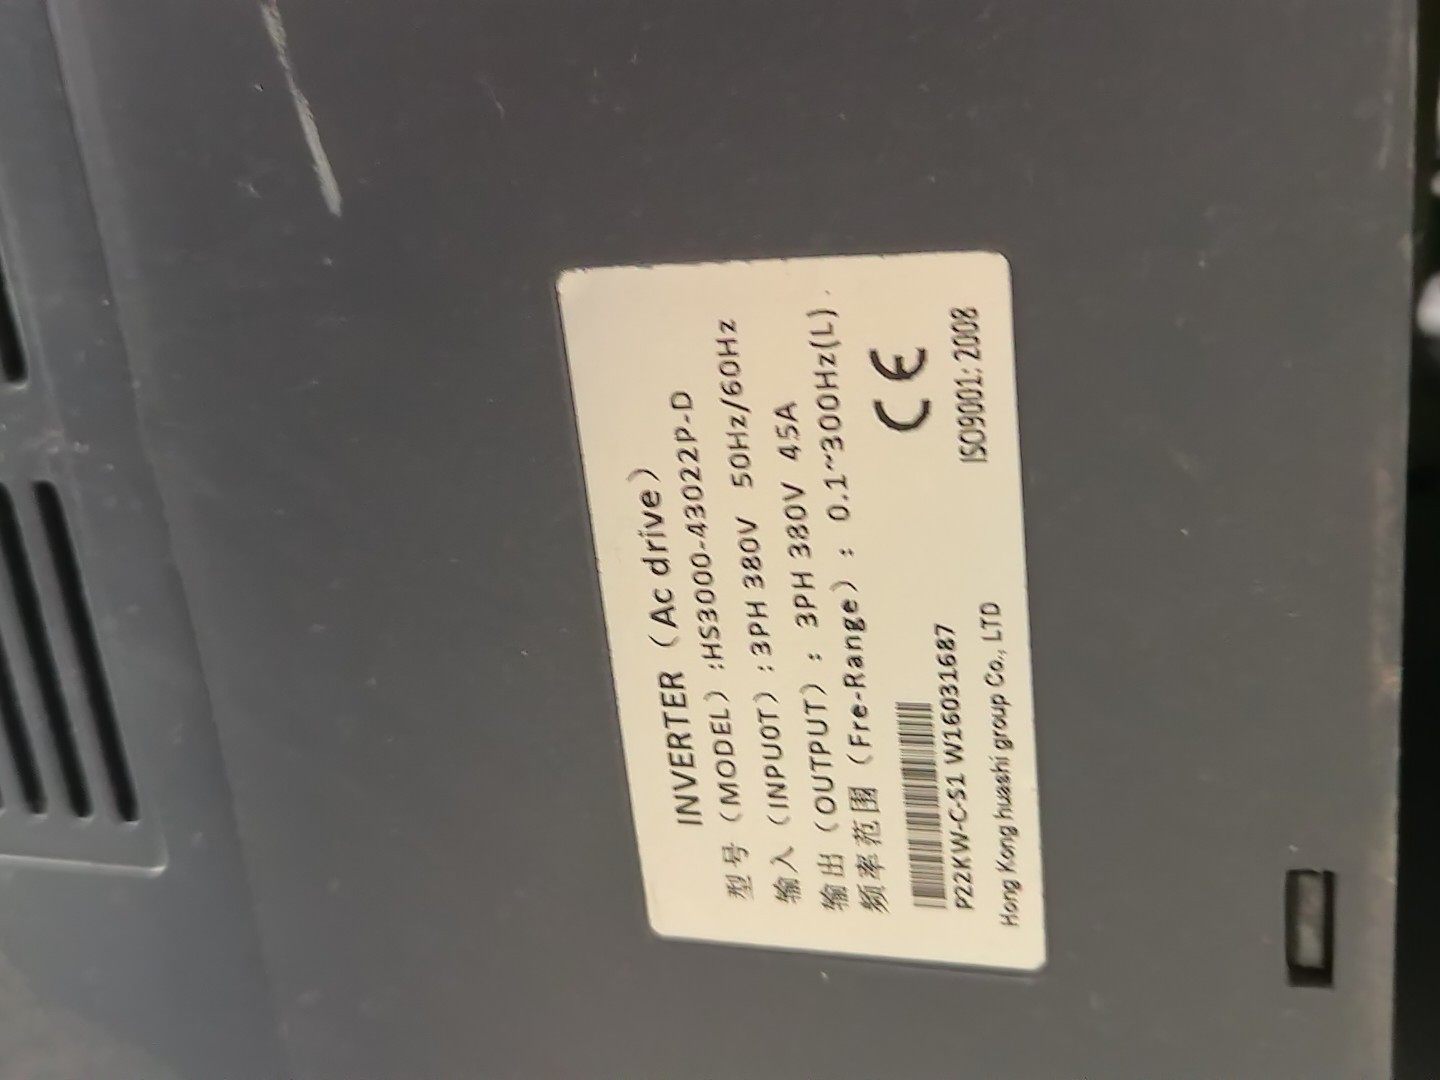 INVERTER（Ac drive）
型号（MODEL）:HS3000-43022P-D
输入（INPUOT）:3PH 380V 50Hz/60Hz
输出（OUTPUT）: 3PH 380V 45A
频率范围（Fre-Range）: 0.1~300Hz(L)
CE
P22KW-C-S1 W16031687
ISO9001: 2008
Hong Kong huashi group Co., LTD